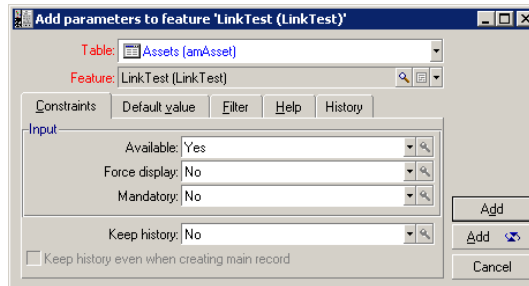 Add parameters to feature 'LinkTest (LinkTest)'
Table: Assets (amAsset)
Feature: LinkTest (LinkTest)
Constraints Default value Filter Help History
Input
Available: Yes
Force display: No
Mandatory: No
Keep history: No
Keep history even when creating main record
Add
Add
Cancel